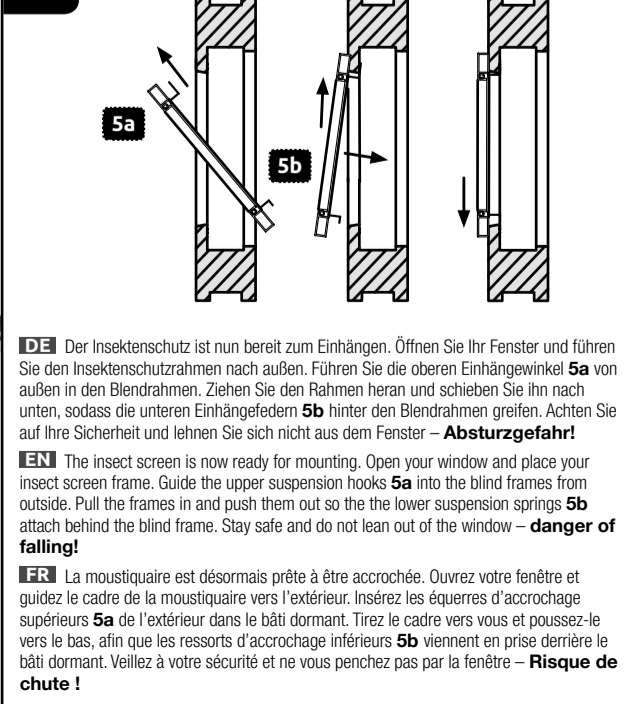 5a
5b
DE Der Insektenschutz ist nun bereit zum Einhängen. Öffnen Sie Ihr Fenster und führen
Sie den Insektenschutzrahmen nach außen. Führen Sie die oberen Einhängewinkel 5a von
außen in den Blendrahmen. Ziehen Sie den Rahmen heran und schieben Sie ihn nach
unten, sodass die unteren Einhängefedern 5b hinter den Blendrahmen greifen. Achten Sie
auf Ihre Sicherheit und lehnen Sie sich nicht aus dem Fenster – Absturzgefahr!
EN The insect screen is now ready for mounting. Open your window and place your
insect screen frame. Guide the upper suspension hooks 5a into the blind frames from
outside. Pull the frames in and push them out so the the lower suspension springs 5b
attach behind the blind frame. Stay safe and do not lean out of the window – danger of
falling!
FR La moustiquaire est désormais prête à être accrochée. Ouvrez votre fenêtre et
guidez le cadre de la moustiquaire vers l'extérieur. Insérez les équerres d'accrochage
supérieurs 5a de l'extérieur dans le bâti dormant. Tirez le cadre vers vous et poussez-le
vers le bas, afin que les ressorts d'accrochage inférieurs 5b viennent en prise derrière le
bâti dormant. Veillez à votre sécurité et ne vous penchez pas par la fenêtre – Risque de
chute !